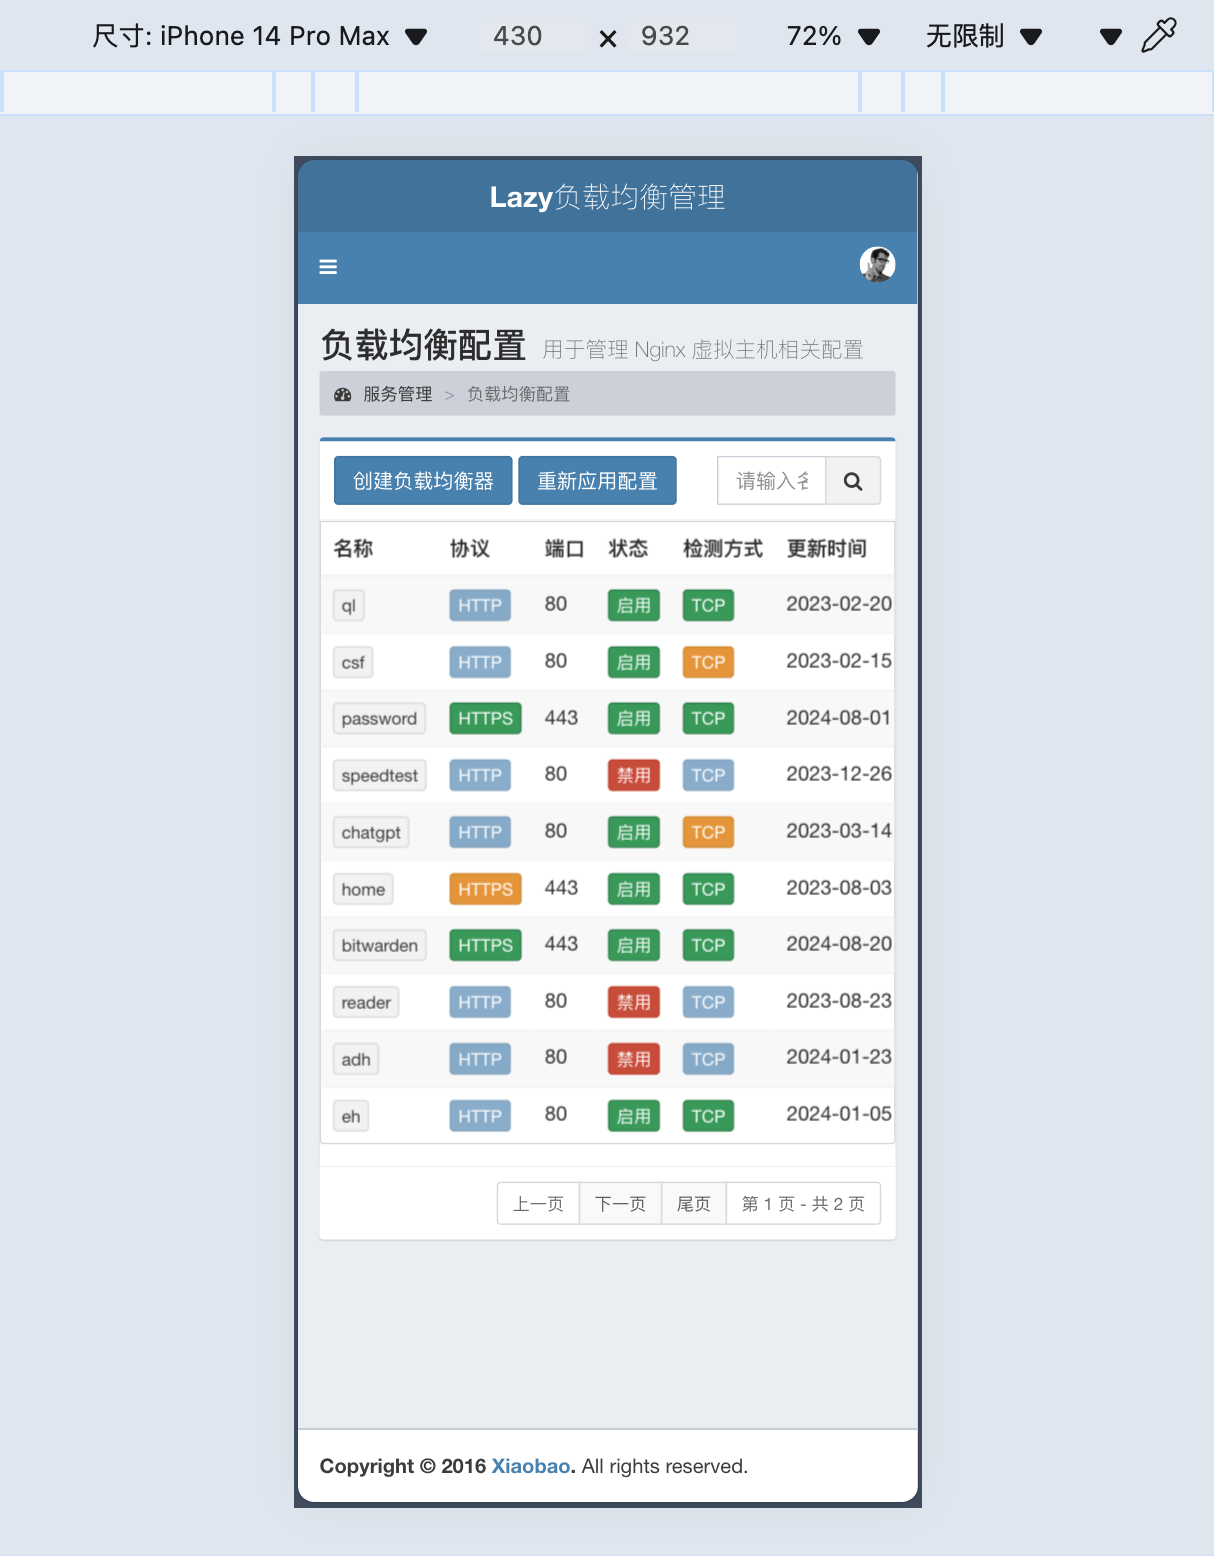 尺寸: iPhone 14 Pro Max 430 × 932 72% 无限制
Lazy负载均衡管理
负载均衡配置 用于管理 Nginx 虚拟主机相关配置
服务管理 > 负载均衡配置
创建负载均衡器 重新应用配置 请输入名
名称 协议 端口 状态 检测方式 更新时间
ql HTTP 80 启用 TCP 2023-02-20
csf HTTP 80 启用 TCP 2023-02-15
password HTTPS 443 启用 TCP 2024-08-01
speedtest HTTP 80 禁用 TCP 2023-12-26
chatgpt HTTP 80 启用 TCP 2023-03-14
home HTTPS 443 启用 TCP 2023-08-03
bitwarden HTTPS 443 启用 TCP 2024-08-20
reader HTTP 80 禁用 TCP 2023-08-23
adh HTTP 80 禁用 TCP 2024-01-23
eh HTTP 80 启用 TCP 2024-01-05
上一页 下一页 尾页 第 1 页 - 共 2 页
Copyright © 2016 Xiaobao. All rights reserved.